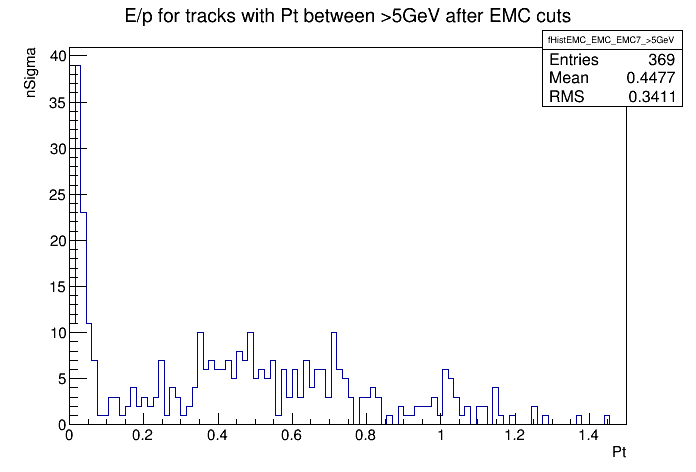 E/p for tracks with Pt between >5GeV after EMC cuts
fHistEMC_EMC_EMC7_>5GeV
Entries 369
Mean 0.4477
RMS 0.3411
nSigma
40
35
30
25
20
15
10
5
0
0 0.2 0.4 0.6 0.8 1 1.2 1.4
Pt